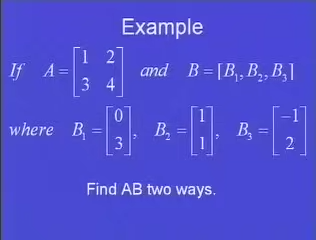 Example
If A = [1 2; 3 4] and B = [B₁, B₂, B₃]
where B₁ = [0; 3], B₂ = [1; 1], B₃ = [−1; 2]
Find AB two ways.